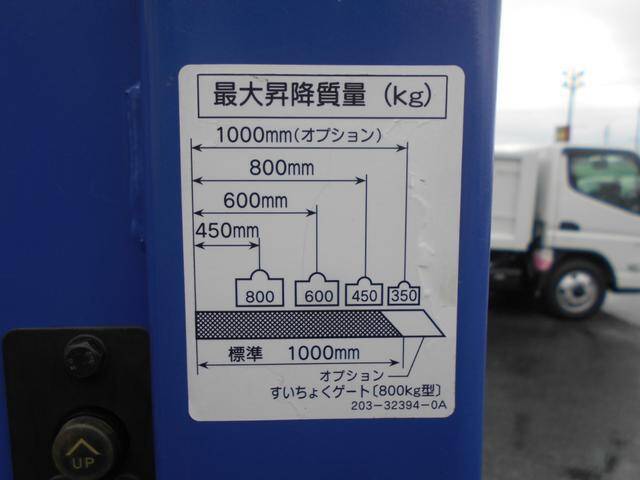 最大昇降質量 (kg)
1000mm(オプション)
800mm
600mm
450mm
800 600 450 350
標準 1000mm
オプション
すいちょくゲート〔800kg型〕
203-32394-0A
UP